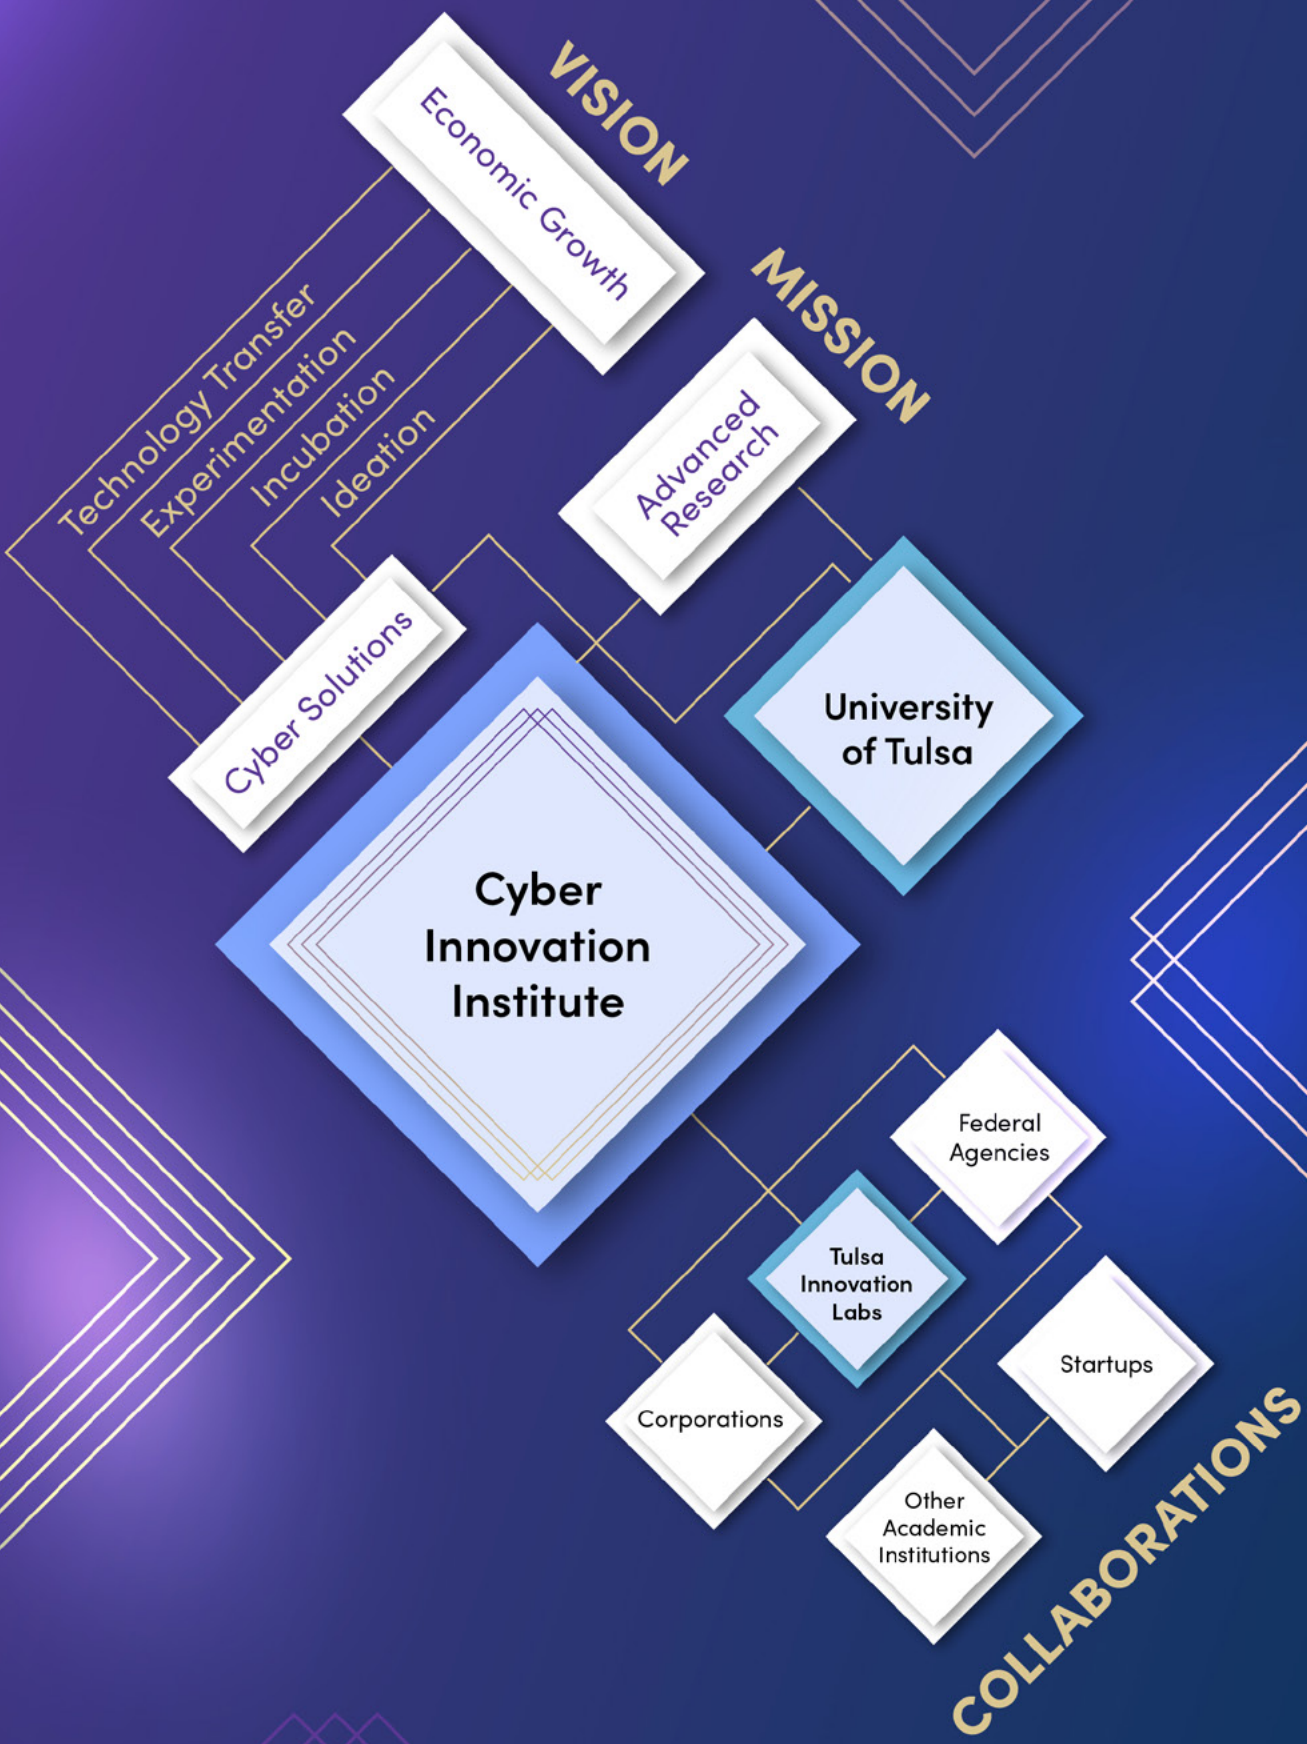 VISION
Economic Growth
MISSION
Technology Transfer
Experimentation
Incubation
Ideation
Advanced
Research
Cyber Solutions
University
of Tulsa
Cyber
Innovation
Institute
Federal
Agencies
Tulsa
Innovation
Labs
Startups
Corporations
Other
Academic
Institutions
COLLABORATIONS